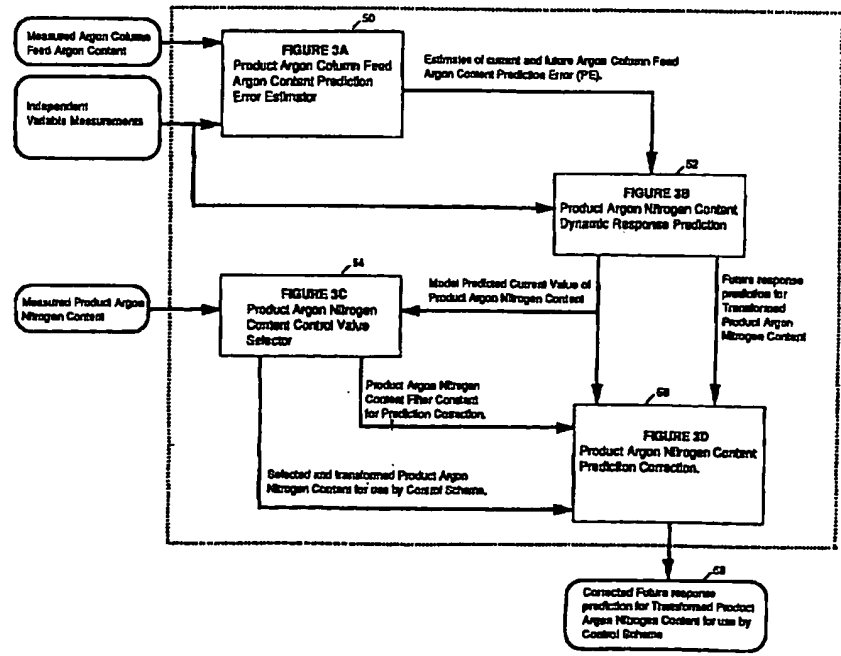 50
Measured Argon Column
Feed Argon Content
FIGURE 3A
Product Argon Column Feed
Argon Content Prediction
Error Estimator
Estimates of current and future Argon Column Feed
Argon Content Prediction Error (PE).
Independent
Variable Measurements
52
FIGURE 3B
Product Argon Nitrogen Content
Dynamic Response Prediction
54
FIGURE 3C
Product Argon Nitrogen
Content Control Value
Selector
Measured Product Argon
Nitrogen Content
Model Predicted Current Value of
Product Argon Nitrogen Content
Future response
prediction for
Transformed
Product Argon
Nitrogen Content
Product Argon Nitrogen
Content Filter Constant
for Prediction Correction.
56
FIGURE 3D
Product Argon Nitrogen Content
Prediction Correction.
Selected and transformed Product Argon
Nitrogen Content for use by Control Scheme.
58
Corrected Future response
prediction for Transformed Product
Argon Nitrogen Content for use by
Control Scheme